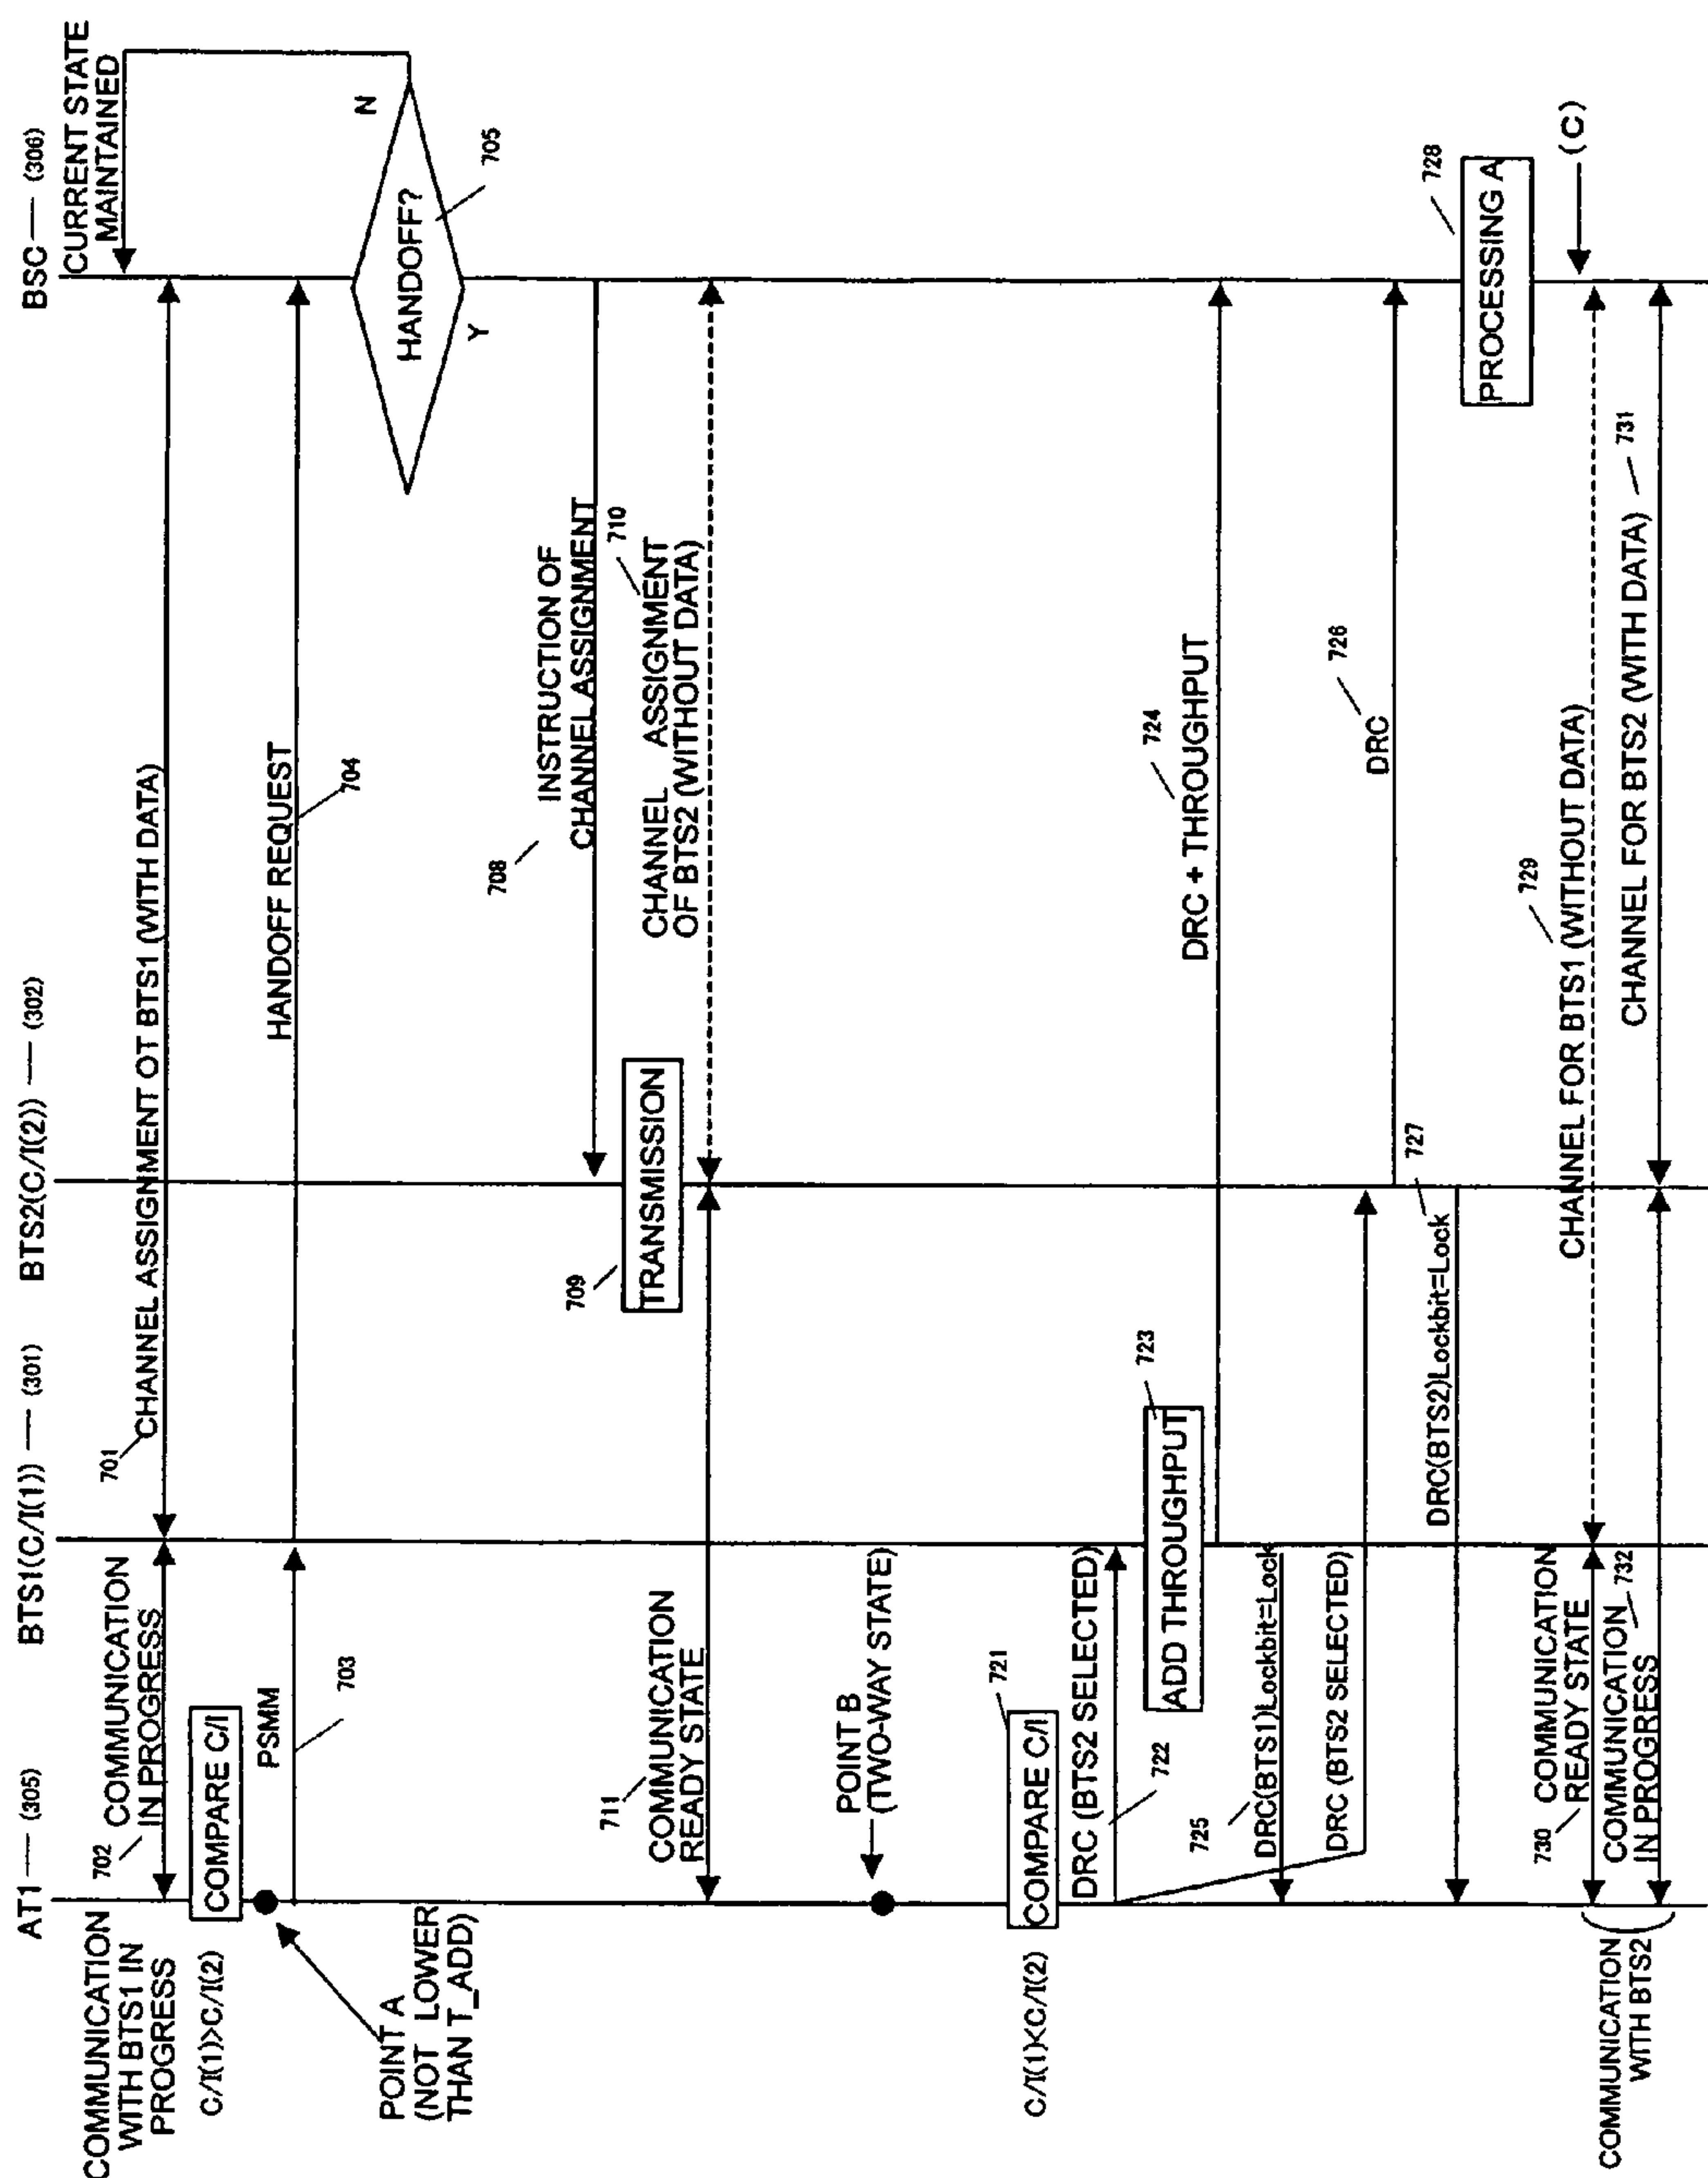 AT1 — (305)
BTS1(C/I(1)) — (301)
BTS2(C/I(2)) — (302)
BSC — (306)
CURRENT STATE
MAINTAINED
COMMUNICATION
WITH BTS1 IN
PROGRESS
702
COMMUNICATION
IN PROGRESS
701
CHANNEL ASSIGNMENT OT BTS1 (WITH DATA)
C/I(1)>C/I(2)
COMPARE C/I
POINT A
(NOT LOWER
THAN T_ADD)
PSMM
703
HANDOFF REQUEST
704
HANDOFF?
705
N
Y
708
INSTRUCTION OF
CHANNEL ASSIGNMENT
709
TRANSMISSION
710
CHANNEL ASSIGNMENT
OF BTS2 (WITHOUT DATA)
711
COMMUNICATION
READY STATE
POINT B
(TWO-WAY STATE)
C/I(1)<C/I(2)
COMPARE C/I
721
DRC (BTS2 SELECTED)
722
ADD THROUGHPUT
723
DRC + THROUGHPUT
724
725
DRC(BTS1)Lockbit=Lock
DRC (BTS2 SELECTED)
DRC
726
DRC(BTS2)Lockbit=Lock
727
PROCESSING A
728
(C)
CHANNEL FOR BTS1 (WITHOUT DATA)
729
730
COMMUNICATION
READY STATE
CHANNEL FOR BTS2 (WITH DATA)
731
COMMUNICATION
IN PROGRESS
732
COMMUNICATION
WITH BTS2